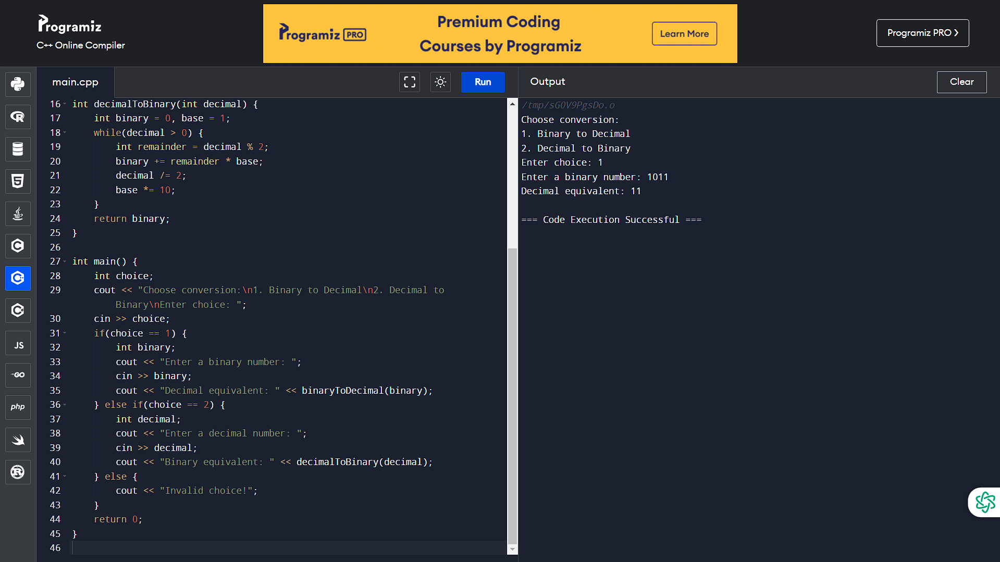 Programiz
C++ Online Compiler
Programiz PRO
Premium Coding
Courses by Programiz
Learn More
Programiz PRO ❯
main.cpp
Run
Output
Clear
16 int decimalToBinary(int decimal) {
17     int binary = 0, base = 1;
18     while(decimal > 0) {
19         int remainder = decimal % 2;
20         binary += remainder * base;
21         decimal /= 2;
22         base *= 10;
23     }
24     return binary;
25 }
26
27 int main() {
28     int choice;
29     cout << "Choose conversion:\n1. Binary to Decimal\n2. Decimal to
        Binary\nEnter choice: ";
30     cin >> choice;
31     if(choice == 1) {
32         int binary;
33         cout << "Enter a binary number: ";
34         cin >> binary;
35         cout << "Decimal equivalent: " << binaryToDecimal(binary);
36     } else if(choice == 2) {
37         int decimal;
38         cout << "Enter a decimal number: ";
39         cin >> decimal;
40         cout << "Binary equivalent: " << decimalToBinary(decimal);
41     } else {
42         cout << "Invalid choice!";
43     }
44     return 0;
45 }
46
/tmp/sG0V9PgsDo.o
Choose conversion:
1. Binary to Decimal
2. Decimal to Binary
Enter choice: 1
Enter a binary number: 1011
Decimal equivalent: 11
=== Code Execution Successful ===
R
5
C
C+
C#
JS
GO
php
R